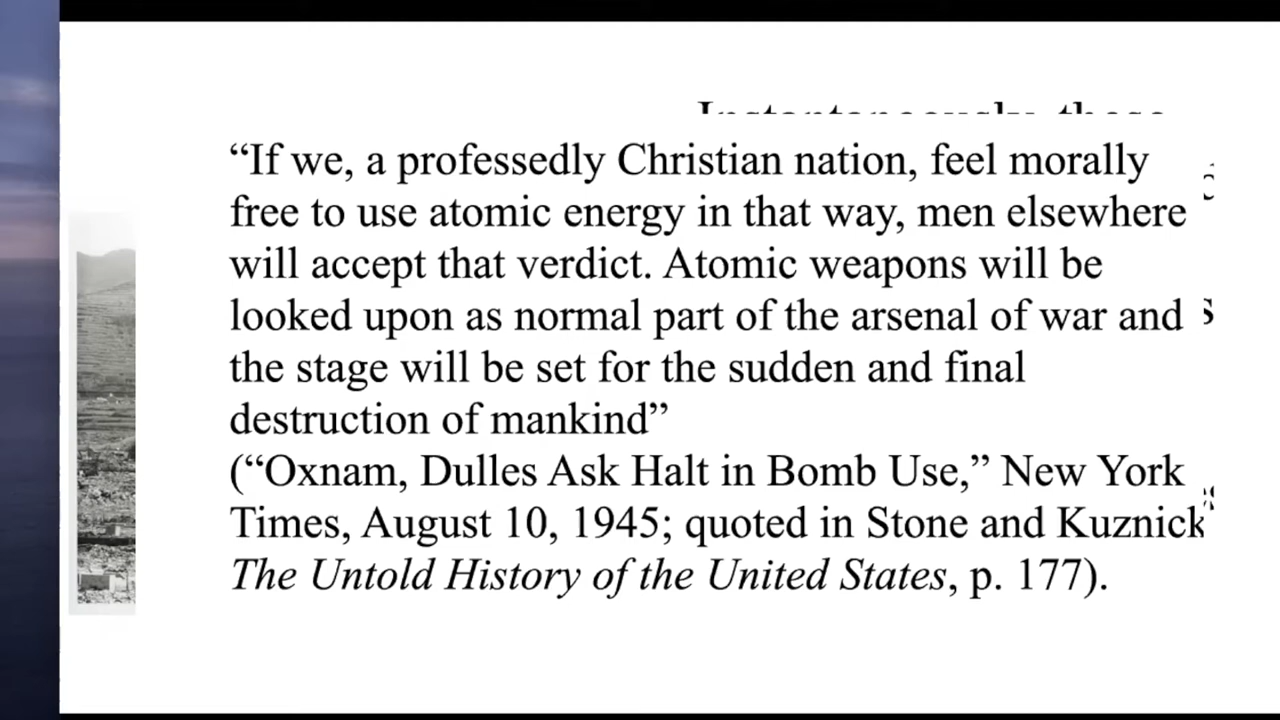 “If we, a professedly Christian nation, feel morally
free to use atomic energy in that way, men elsewhere
will accept that verdict. Atomic weapons will be
looked upon as normal part of the arsenal of war and
the stage will be set for the sudden and final
destruction of mankind”
(“Oxnam, Dulles Ask Halt in Bomb Use,” New York
Times, August 10, 1945; quoted in Stone and Kuznick
The Untold History of the United States, p. 177).